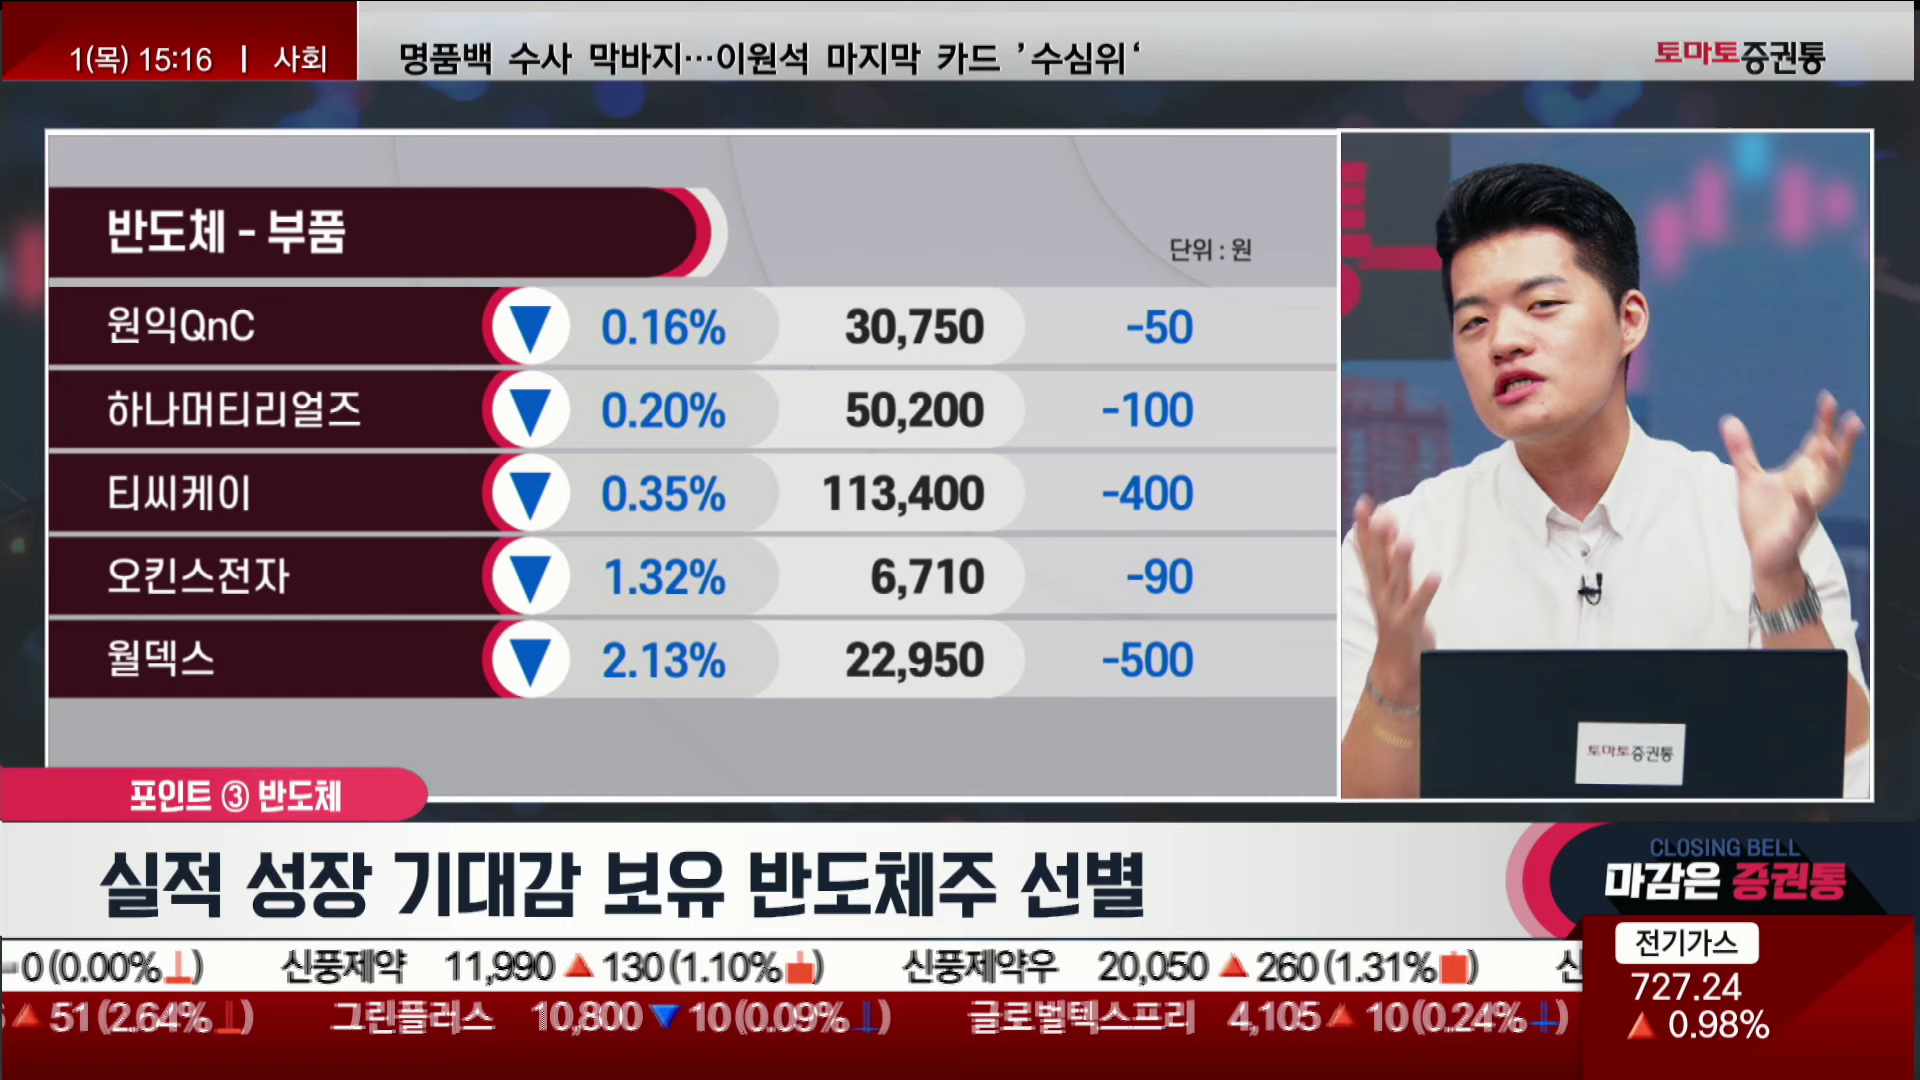 1(목) 15:16 | 사회
명품백 수사 막바지…이원석 마지막 카드 '수심위'
토마토증권통
반도체 - 부품
단위 : 원
원익QnC ▼ 0.16% 30,750 -50
하나머티리얼즈 ▼ 0.20% 50,200 -100
티씨케이 ▼ 0.35% 113,400 -400
오킨스전자 ▼ 1.32% 6,710 -90
월덱스 ▼ 2.13% 22,950 -500
토마토증권통
포인트 ③ 반도체
실적 성장 기대감 보유 반도체주 선별
CLOSING BELL
마감은 증권통
0(0.00%) 신풍제약 11,990 ▲ 130(1.10%) 신풍제약우 20,050 ▲ 260(1.31%)
▲ 51(2.64%) 그린플러스 10,800 ▼ 10(0.09%) 글로벌텍스프리 4,105 ▲ 10(0.24%)
전기가스
727.24
▲ 0.98%